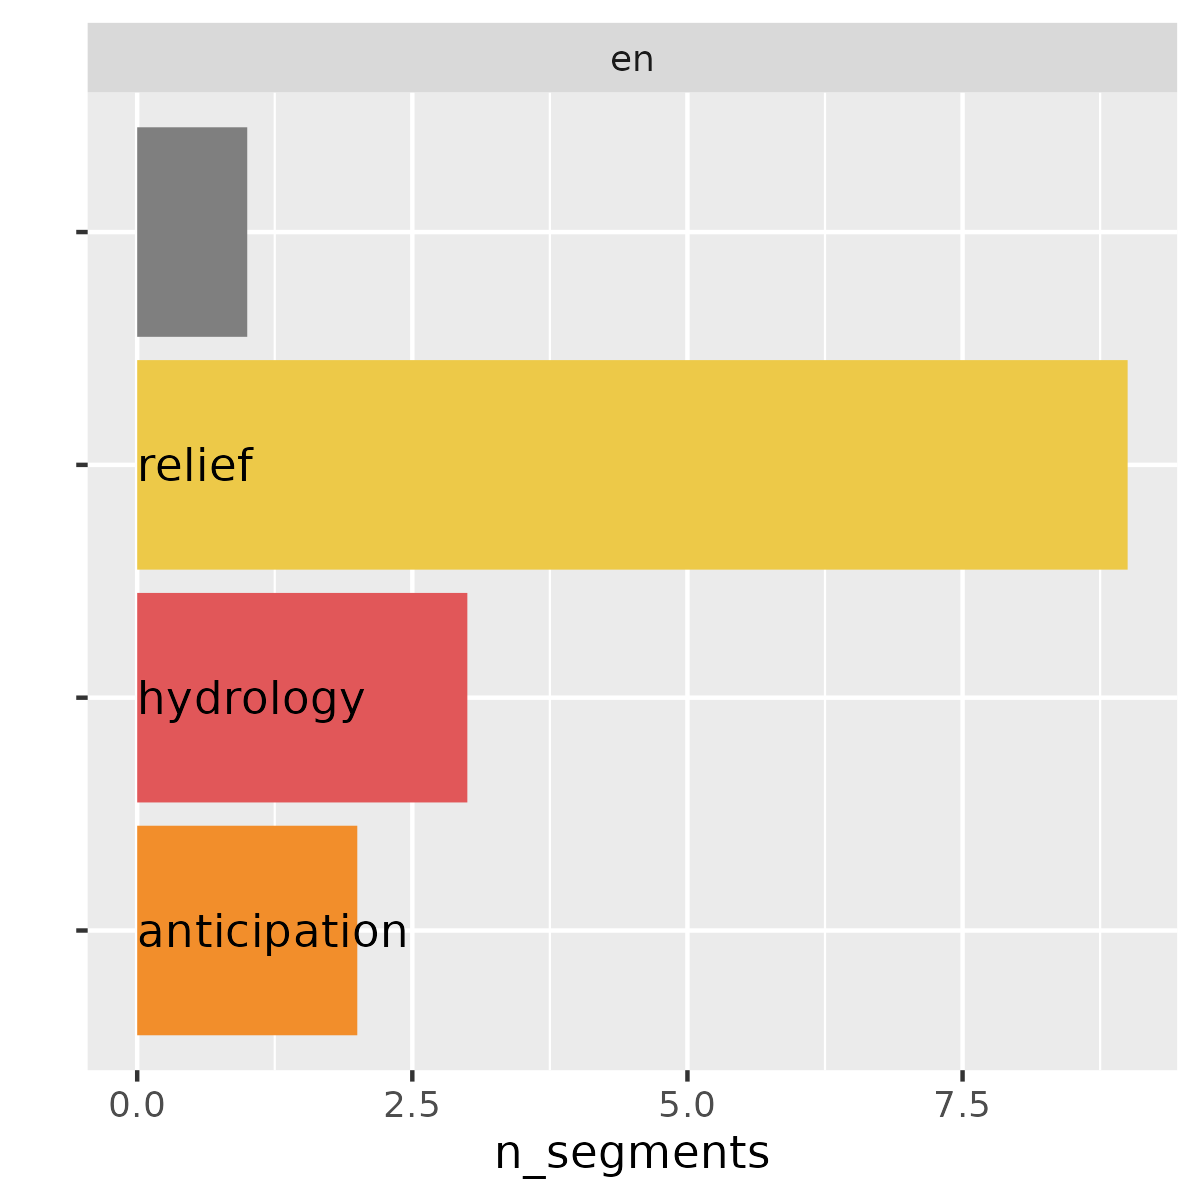 en
relief
hydrology
anticipation
0.0 2.5 5.0 7.5
n_segments